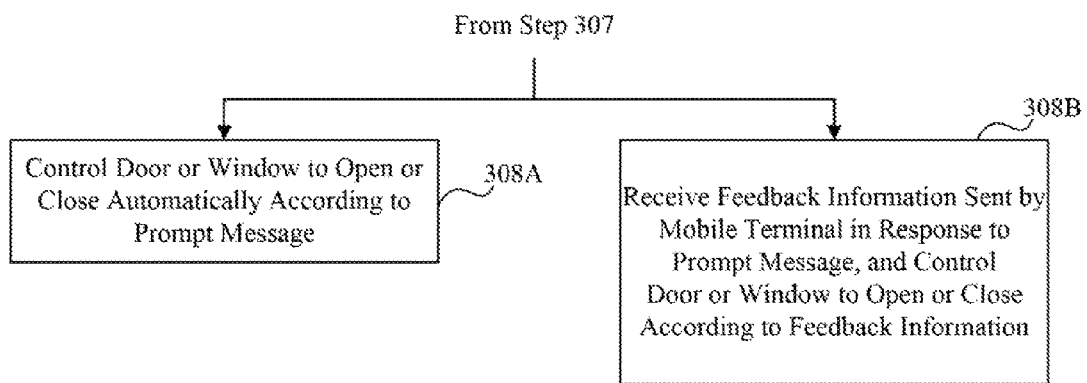 From Step 307
308B
Control Door or Window to Open or
Close Automatically According to
Prompt Message
308A
Receive Feedback Information Sent by
Mobile Terminal in Response to
Prompt Message, and Control
Door or Window to Open or Close
According to Feedback Information